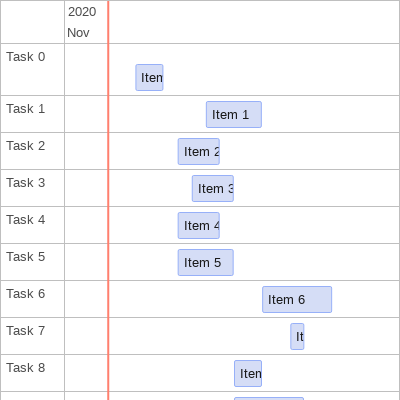 2020
Nov
Task 0
Item
Task 1
Item 1
Task 2
Item 2
Task 3
Item 3
Task 4
Item 4
Task 5
Item 5
Task 6
Item 6
Task 7
It
Task 8
Item